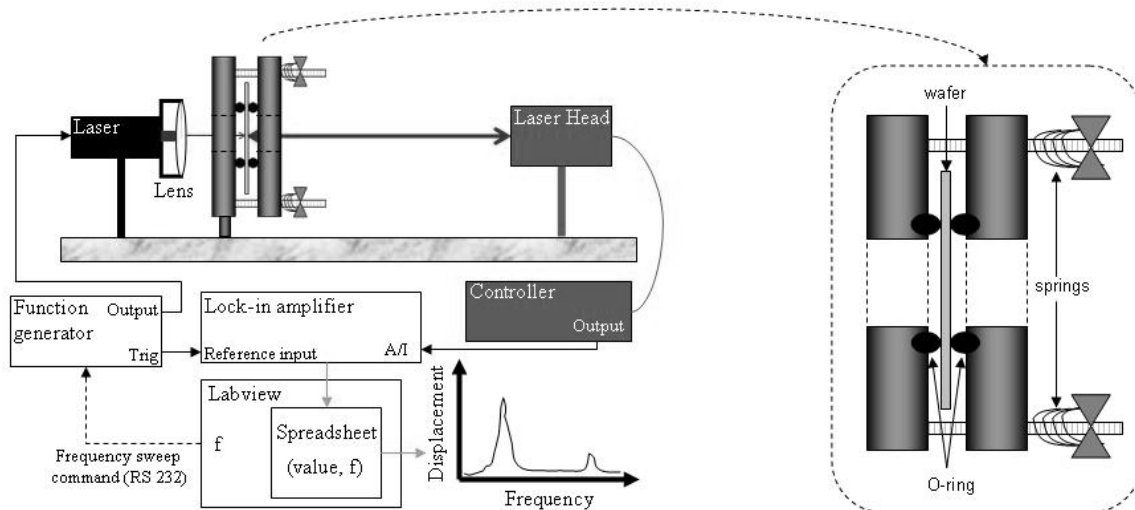 Laser
Lens
Laser Head
Function
generator
Output
Trig
Lock-in amplifier
Reference input
A/I
Controller
Output
Labview
f
Spreadsheet
(value, f)
Frequency sweep
command (RS 232)
Displacement
Frequency
wafer
springs
O-ring